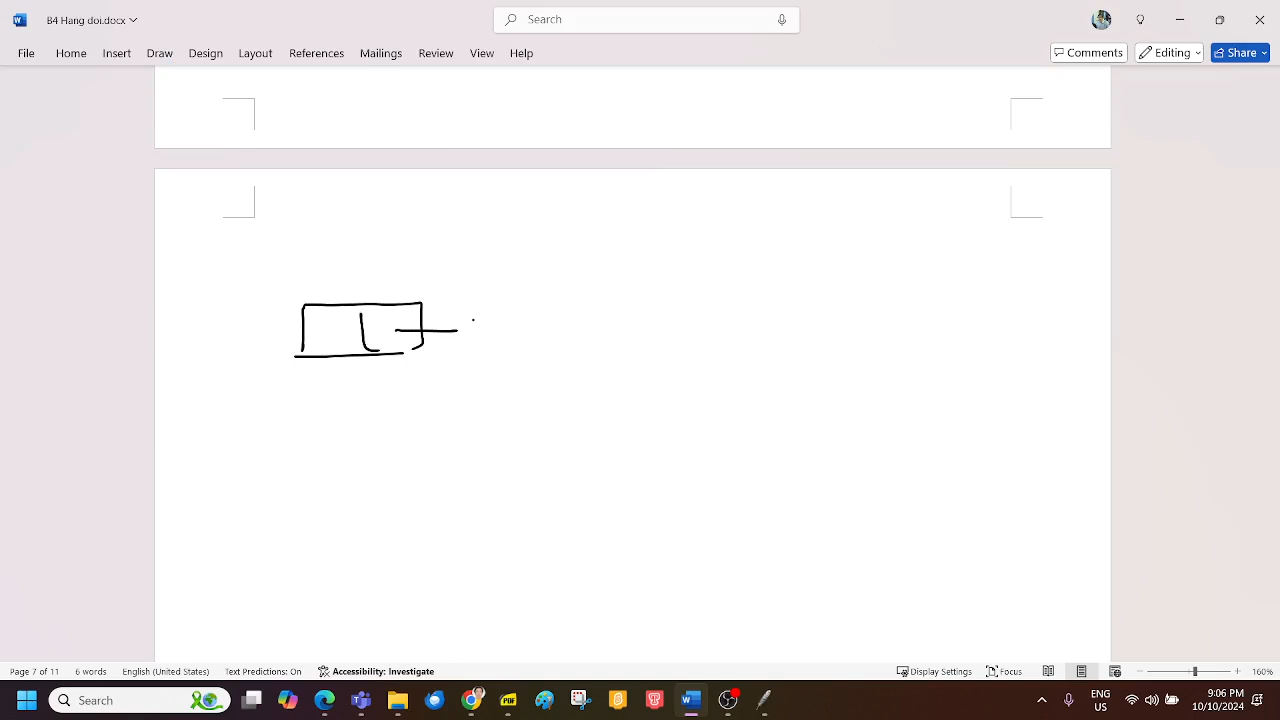 B4 Hang doi.docx
Search
File Home Insert Draw Design Layout References Mailings Review View Help
Comments Editing Share
Page 7 of 11 6 words English (United States) Text Predictions: On Accessibility: Investigate Display Settings Focus 160%
Search
PDF
ENG
US
9:06 PM
10/10/2024